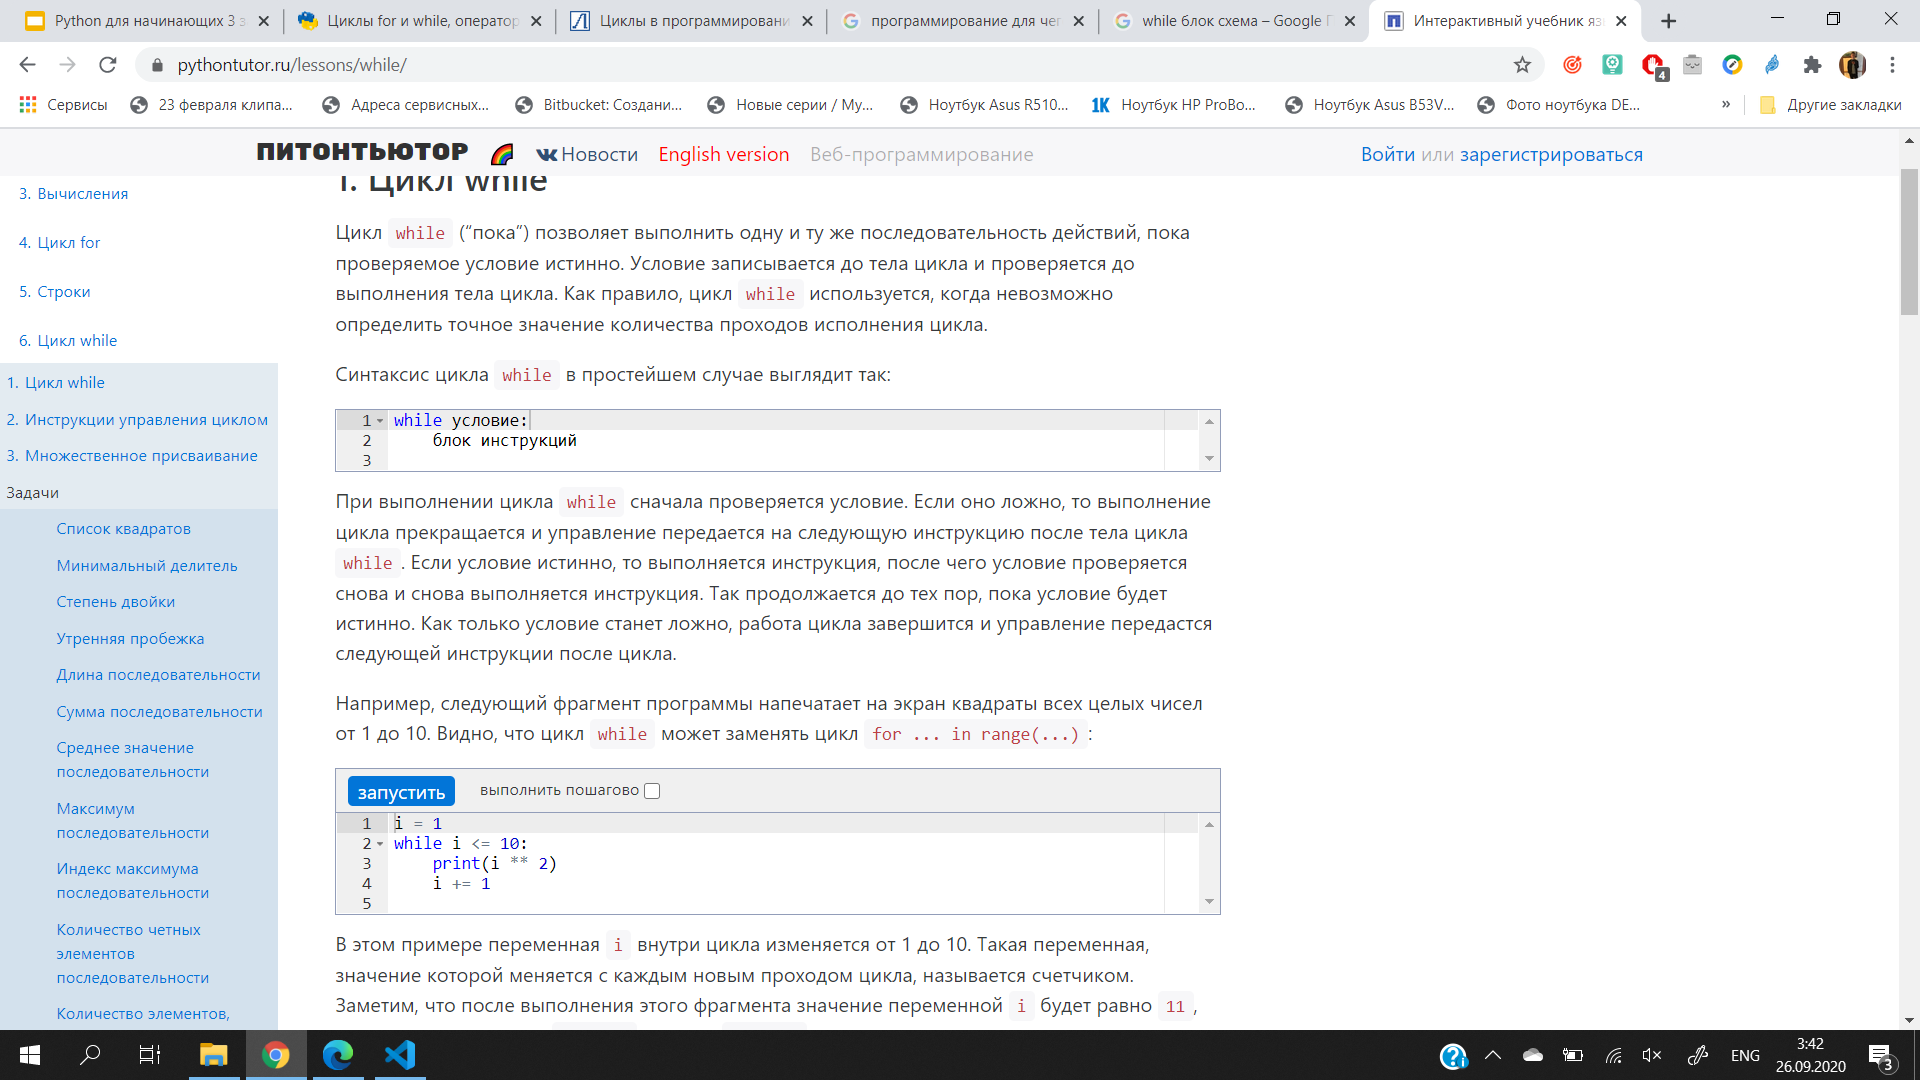 Python для начинающих 3 з
Циклы for и while, оператор
Циклы в программировани
программирование для чег
while блок схема – Google П
Интерактивный учебник яз
pythontutor.ru/lessons/while/
4
Сервисы
23 февраля клипа...
Адреса сервисных...
Bitbucket: Создани...
Новые серии / Му...
Ноутбук Asus R510...
1K Ноутбук HP ProBo...
Ноутбук Asus B53V...
Фото ноутбука DE...
»
Другие закладки
ПИТОНТЬЮТОР
Новости
English version
Веб-программирование
Войти или зарегистрироваться
3. Вычисления
4. Цикл for
5. Строки
6. Цикл while
1. Цикл while
2. Инструкции управления циклом
3. Множественное присваивание
Задачи
Список квадратов
Минимальный делитель
Степень двойки
Утренняя пробежка
Длина последовательности
Сумма последовательности
Среднее значение
последовательности
Максимум
последовательности
Индекс максимума
последовательности
Количество четных
элементов
последовательности
Количество элементов,
1. Цикл while
Цикл while (“пока”) позволяет выполнить одну и ту же последовательность действий, пока
проверяемое условие истинно. Условие записывается до тела цикла и проверяется до
выполнения тела цикла. Как правило, цикл while используется, когда невозможно
определить точное значение количества проходов исполнения цикла.
Синтаксис цикла while в простейшем случае выглядит так:
1 while условие:
2     блок инструкций
3
При выполнении цикла while сначала проверяется условие. Если оно ложно, то выполнение
цикла прекращается и управление передается на следующую инструкцию после тела цикла
while . Если условие истинно, то выполняется инструкция, после чего условие проверяется
снова и снова выполняется инструкция. Так продолжается до тех пор, пока условие будет
истинно. Как только условие станет ложно, работа цикла завершится и управление передастся
следующей инструкции после цикла.
Например, следующий фрагмент программы напечатает на экран квадраты всех целых чисел
от 1 до 10. Видно, что цикл while может заменять цикл for ... in range(...) :
запустить
выполнить пошагово
1 i = 1
2 while i <= 10:
3     print(i ** 2)
4     i += 1
5
В этом примере переменная i внутри цикла изменяется от 1 до 10. Такая переменная,
значение которой меняется с каждым новым проходом цикла, называется счетчиком.
Заметим, что после выполнения этого фрагмента значение переменной i будет равно 11 ,
ENG
3:42
26.09.2020
3